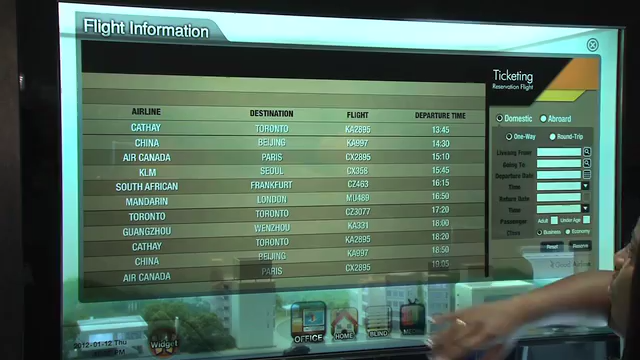 Flight Information
AIRLINE DESTINATION FLIGHT DEPARTURE TIME
CATHAY TORONTO KA2895 13:45
CHINA BEIJING KA997 14:30
AIR CANADA PARIS CX2895 15:10
KLM SEOUL CX358 15:45
SOUTH AFRICAN FRANKFURT CZ463 16:15
MANDARIN LONDON MU489 16:50
TORONTO TORONTO CZ3077 17:20
GUANGZHOU WENZHOU KA331 18:00
CATHAY TORONTO KA2895 18:20
CHINA BEIJING KA997 18:50
AIR CANADA PARIS CX2895 19:05
Ticketing
Reservation Flight
Domestic Abroad
One-Way Round-Trip
Leaving From
Going To
Departure Date
Time
Return Date
Time
Passenger Adult Under Age
Class Business Economy
Reset Reserve
2012-01-12 Thu
Widget
OFFICE
HOME
BLIND